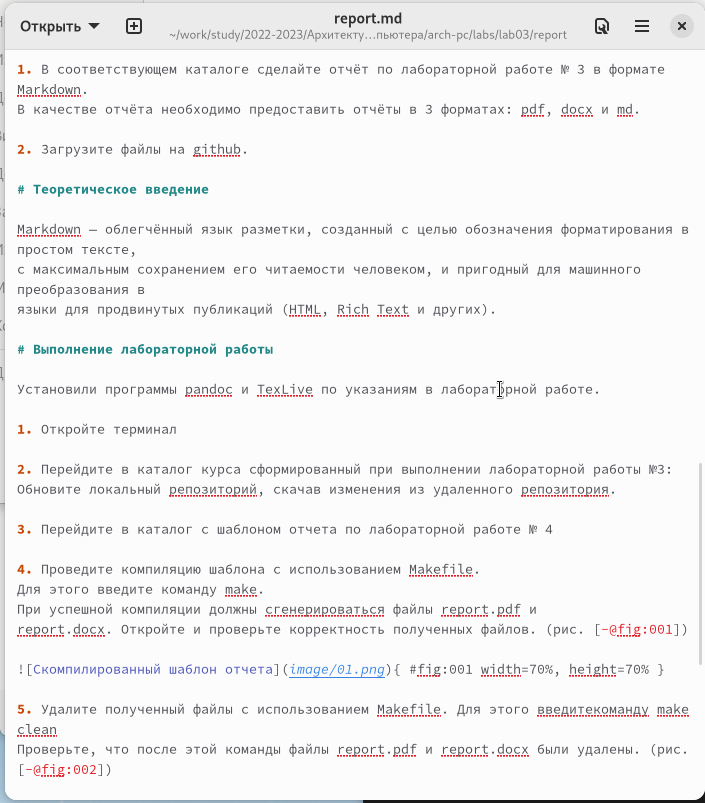 Открыть
report.md
~/work/study/2022-2023/Архитекту…пьютера/arch-pc/labs/lab03/report
1. В соответствующем каталоге сделайте отчёт по лабораторной работе № 3 в формате
Markdown.
В качестве отчёта необходимо предоставить отчёты в 3 форматах: pdf, docx и md.
2. Загрузите файлы на github.
# Теоретическое введение
Markdown — облегчённый язык разметки, созданный с целью обозначения форматирования в
простом тексте,
с максимальным сохранением его читаемости человеком, и пригодный для машинного
преобразования в
языки для продвинутых публикаций (HTML, Rich Text и других).
# Выполнение лабораторной работы
Установили программы pandoc и TexLive по указаниям в лабораторной работе.
1. Откройте терминал
2. Перейдите в каталог курса сформированный при выполнении лабораторной работы №3:
Обновите локальный репозиторий, скачав изменения из удаленного репозитория.
3. Перейдите в каталог с шаблоном отчета по лабораторной работе № 4
4. Проведите компиляцию шаблона с использованием Makefile.
Для этого введите команду make.
При успешной компиляции должны сгенерироваться файлы report.pdf и
report.docx. Откройте и проверьте корректность полученных файлов. (рис. [-@fig:001])
![Скомпилированный шаблон отчета](image/01.png){ #fig:001 width=70%, height=70% }
5. Удалите полученный файлы с использованием Makefile. Для этого введитекоманду make
clean
Проверьте, что после этой команды файлы report.pdf и report.docx были удалены. (рис.
[-@fig:002])